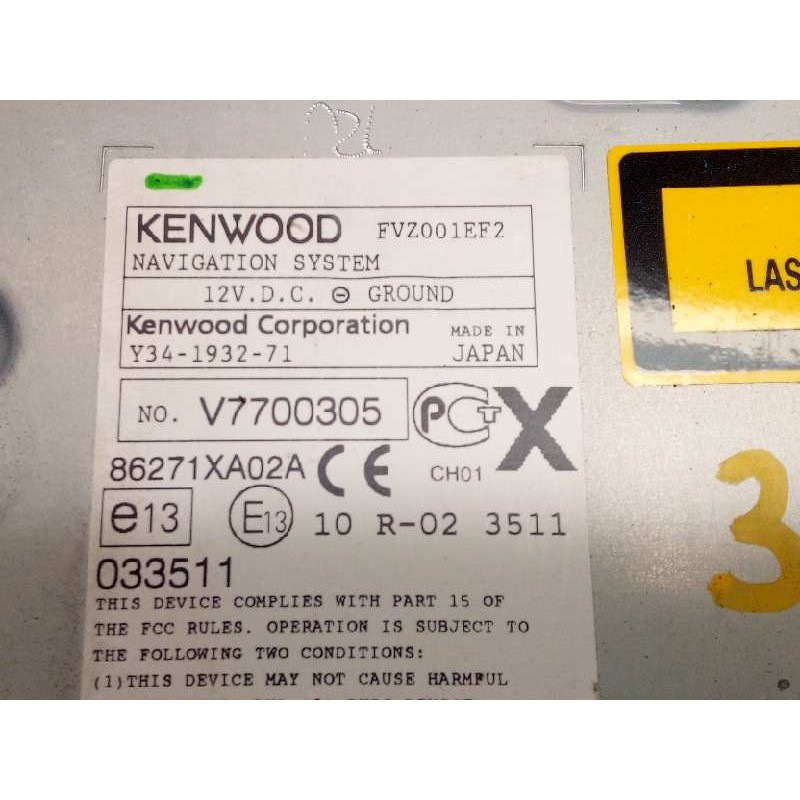 KENWOOD FVZ001EF2
NAVIGATION SYSTEM
12V.D.C. ⊖ GROUND
Kenwood Corporation MADE IN
Y34-1932-71 JAPAN
NO. V7700305
PCT X
86271XA02A CE CH01
e13 E13 10 R-02 3511
033511
THIS DEVICE COMPLIES WITH PART 15 OF
THE FCC RULES. OPERATION IS SUBJECT TO
THE FOLLOWING TWO CONDITIONS:
(1)THIS DEVICE MAY NOT CAUSE HARMFUL
LAS
3